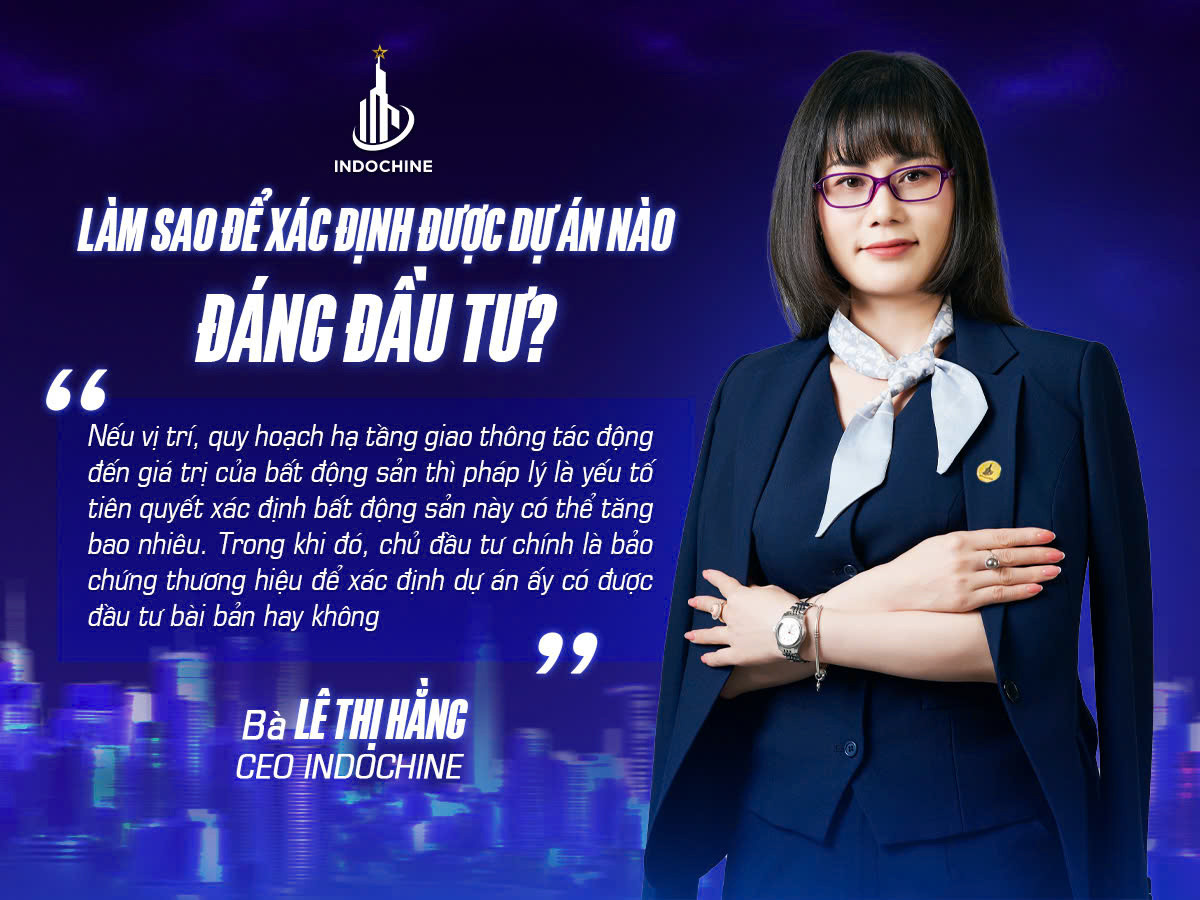 INDOCHINE
LÀM SAO ĐỂ XÁC ĐỊNH ĐƯỢC DỰ ÁN NÀO
ĐÁNG ĐẦU TƯ?
“
Nếu vị trí, quy hoạch hạ tầng giao thông tác động
đến giá trị của bất động sản thì pháp lý là yếu tố
tiên quyết xác định bất động sản này có thể tăng
bao nhiêu. Trong khi đó, chủ đầu tư chính là bảo
chứng thương hiệu để xác định dự án ấy có được
đầu tư bài bản hay không
”
Bà LÊ THỊ HẰNG
CEO INDOCHINE